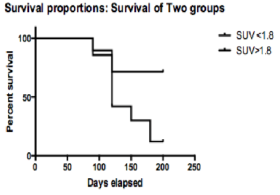 Survival proportions: Survival of Two groups
SUV<1.8
SUV>1.8
Percent survival
100
50
0
0 50 100 150 200 250
Days elapsed